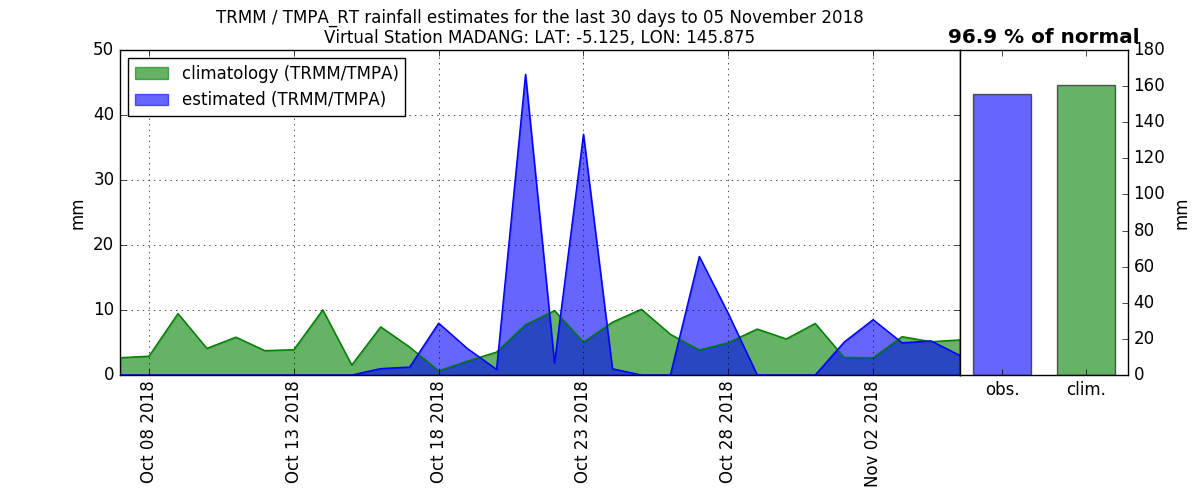 TRMM / TMPA_RT rainfall estimates for the last 30 days to 05 November 2018
Virtual Station MADANG: LAT: -5.125, LON: 145.875
96.9 % of normal
climatology (TRMM/TMPA)
estimated (TRMM/TMPA)
50
40
30
20
10
0
mm
Oct 08 2018
Oct 13 2018
Oct 18 2018
Oct 23 2018
Oct 28 2018
Nov 02 2018
180
160
140
120
100
80
60
40
20
0
mm
obs.
clim.